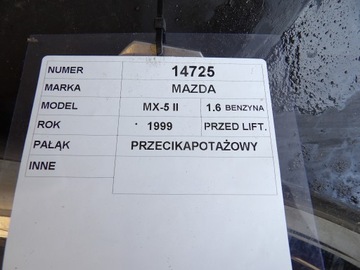 NUMER 14725
MARKA MAZDA
MODEL MX-5 II 1.6 BENZYNA
ROK 1999 PRZED LIFT.
PAŁĄK PRZECIKAPOTAŻOWY
INNE